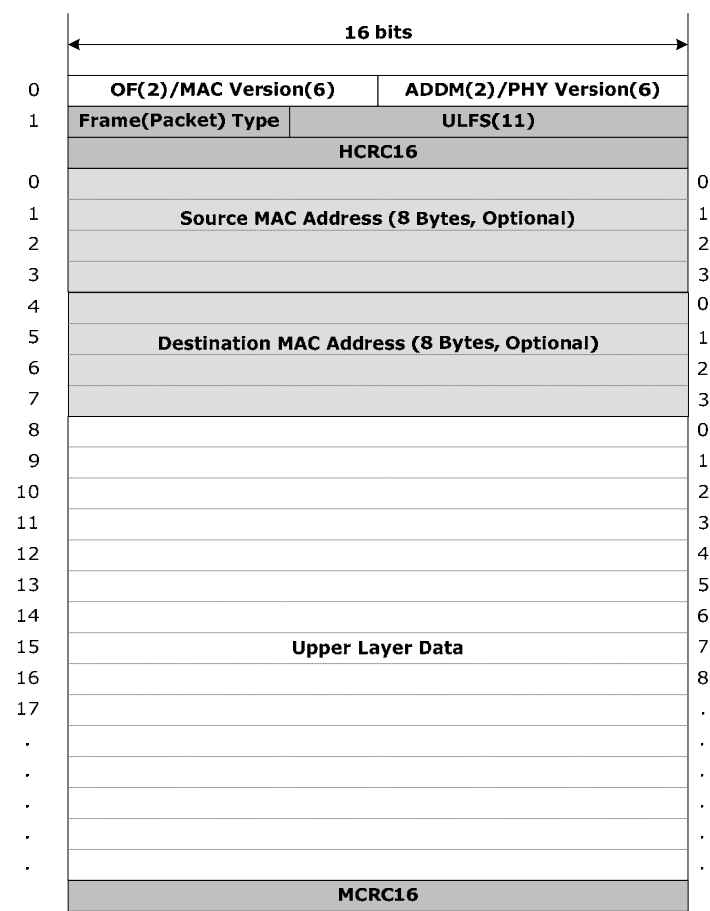 16 bits
0 OF(2)/MAC Version(6) ADDM(2)/PHY Version(6)
1 Frame(Packet) Type ULFS(11)
HCRC16
0 0
1 Source MAC Address (8 Bytes, Optional) 1
2 2
3 3
4 0
5 Destination MAC Address (8 Bytes, Optional) 1
6 2
7 3
8 0
9 1
10 2
11 3
12 4
13 5
14 6
15 Upper Layer Data 7
16 8
17 .
. .
. .
. .
. .
. .
MCRC16